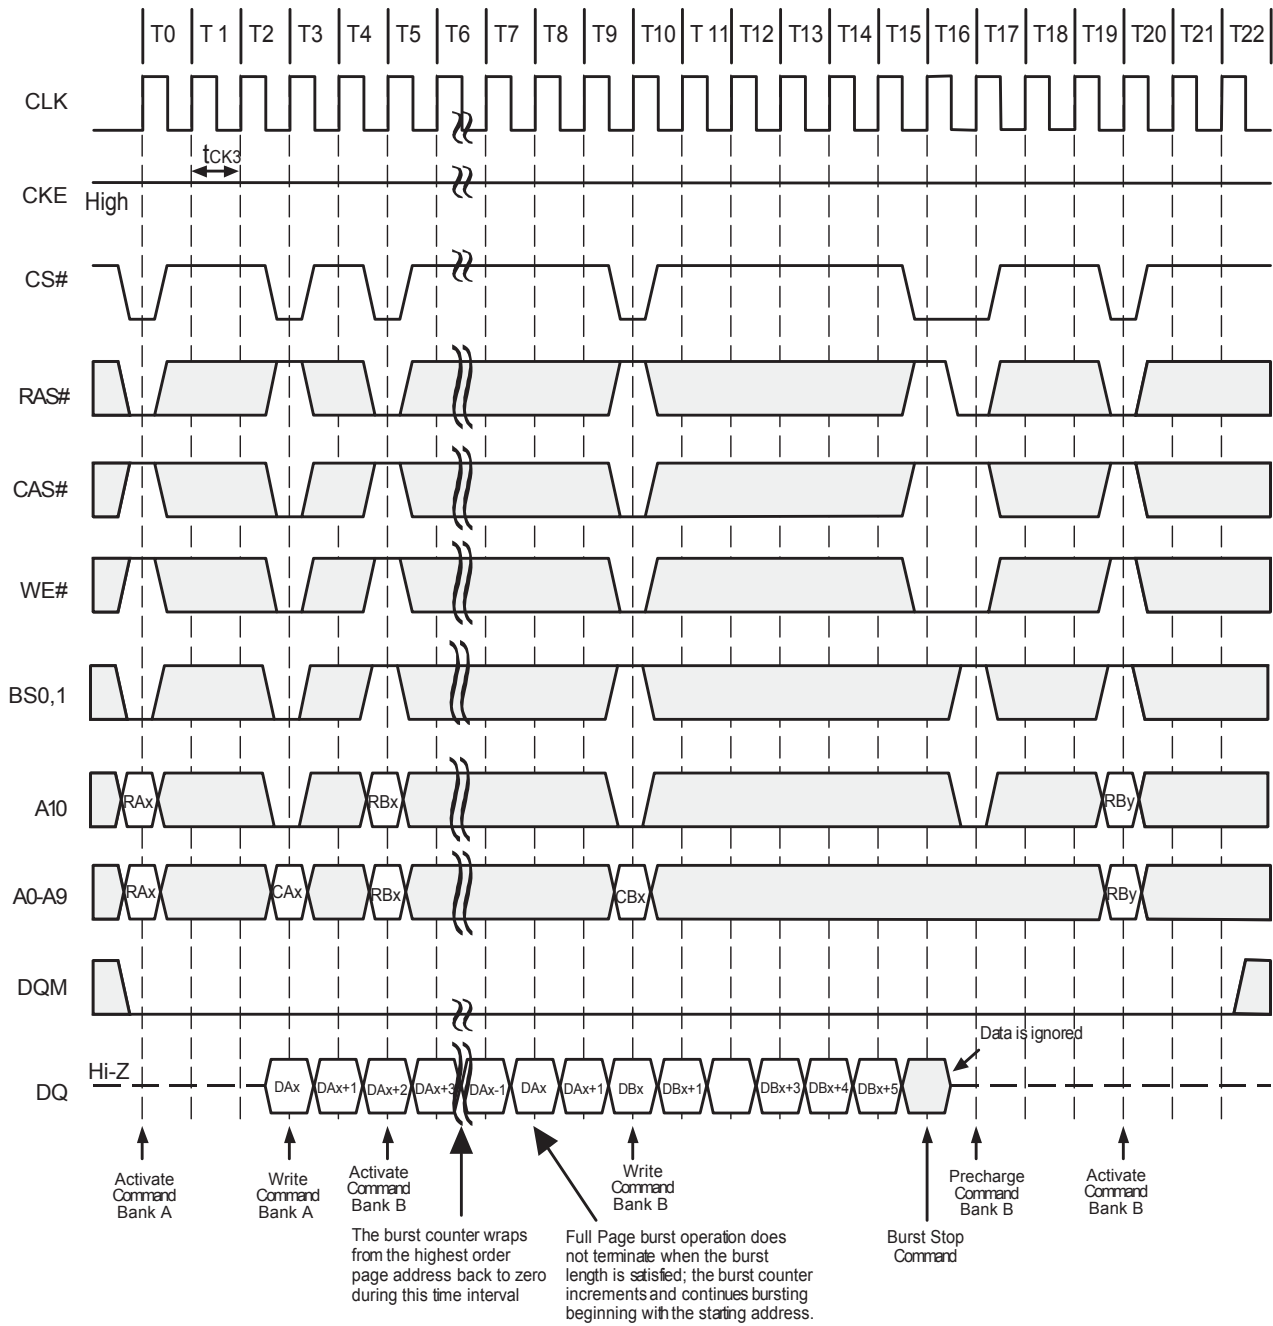 T0 T 1 T2 T3 T4 T5 T6 T7 T8 T9 T10 T 11 T12 T13 T14 T15 T16 T17 T18 T19 T20 T21 T22
CLK
tCK3
CKE High
CS#
RAS#
CAS#
WE#
BS0,1
A10 RAx RBx RBy
A0-A9 RAx CAx RBx CBx RBy
DQM
Data is ignored
Hi-Z
DQ DAx DAx+1 DAx+2 DAx+3 DAx-1 DAx DAx+1 DBx DBx+1 DBx+3 DBx+4 DBx+5
Activate
Command
Bank A
Write
Command
Bank A
Activate
Command
Bank B
Write
Command
Bank B
Precharge
Command
Bank B
Activate
Command
Bank B
The burst counter wraps
from the highest order
page address back to zero
during this time interval
Full Page burst operation does
not terminate when the burst
length is satisfied; the burst counter
increments and continues bursting
beginning with the starting address.
Burst Stop
Command